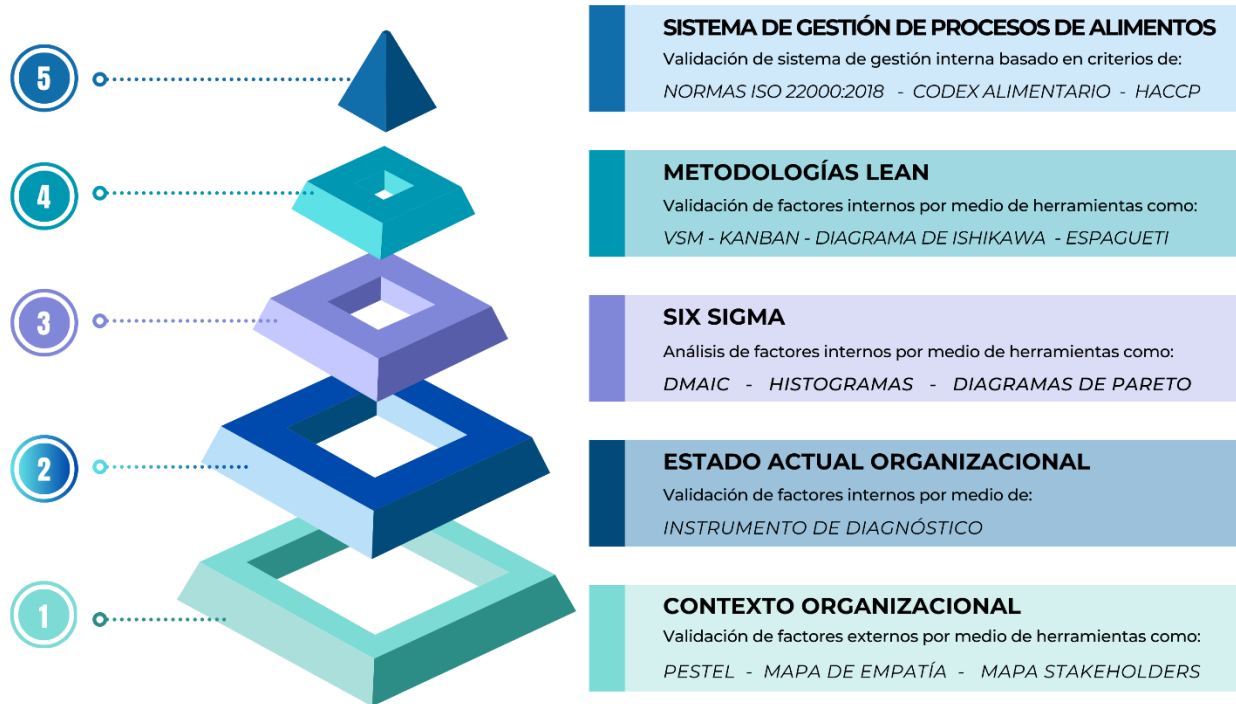 5
SISTEMA DE GESTIÓN DE PROCESOS DE ALIMENTOS
Validación de sistema de gestión interna basado en criterios de:
NORMAS ISO 22000:2018 - CODEX ALIMENTARIO - HACCP
4
METODOLOGÍAS LEAN
Validación de factores internos por medio de herramientas como:
VSM - KANBAN - DIAGRAMA DE ISHIKAWA - ESPAGUETI
3
SIX SIGMA
Análisis de factores internos por medio de herramientas como:
DMAIC - HISTOGRAMAS - DIAGRAMAS DE PARETO
2
ESTADO ACTUAL ORGANIZACIONAL
Validación de factores internos por medio de:
INSTRUMENTO DE DIAGNÓSTICO
1
CONTEXTO ORGANIZACIONAL
Validación de factores externos por medio de herramientas como:
PESTEL - MAPA DE EMPATÍA - MAPA STAKEHOLDERS